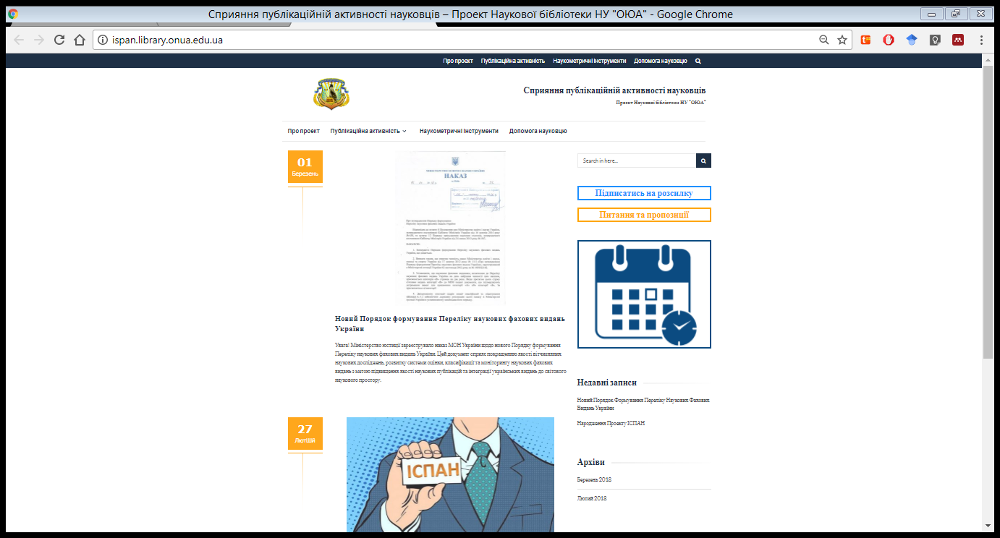 Сприяння публікаційній активності науковців – Проект Наукової бібліотеки НУ "ОЮА" - Google Chrome
ispan.library.onua.edu.ua
Про проект Публікаційна активність Наукометричні інструменти Допомога науковцю
Сприяння публікаційній активності науковців
Проект Наукової бібліотеки НУ "ОЮА"
Про проект Публікаційна активність Наукометричні інструменти Допомога науковцю
01
Березень
НАКАЗ
Новий Порядок формування Переліку наукових фахових видань
України
Увага! Міністерство юстиції зареєструвало наказ МОН України щодо нового Порядку формування
Переліку наукових фахових видань України. Цей документ сприяє покращенню якості вітчизняних
наукових досліджень, розвитку системи оцінки, класифікації та моніторингу наукових фахових
видань з метою підвищення якості наукових публікацій та інтеграції українських видань до світового
наукового простору.
27
Лютий
ІСПАН
Search in here...
Підписатись на розсилку
Питання та пропозиції
Недавні записи
Новий Порядок Формування Переліку Наукових Фахових
Видань України
Народження Проекту ІСПАН
Архіви
Березень 2018
Лютий 2018